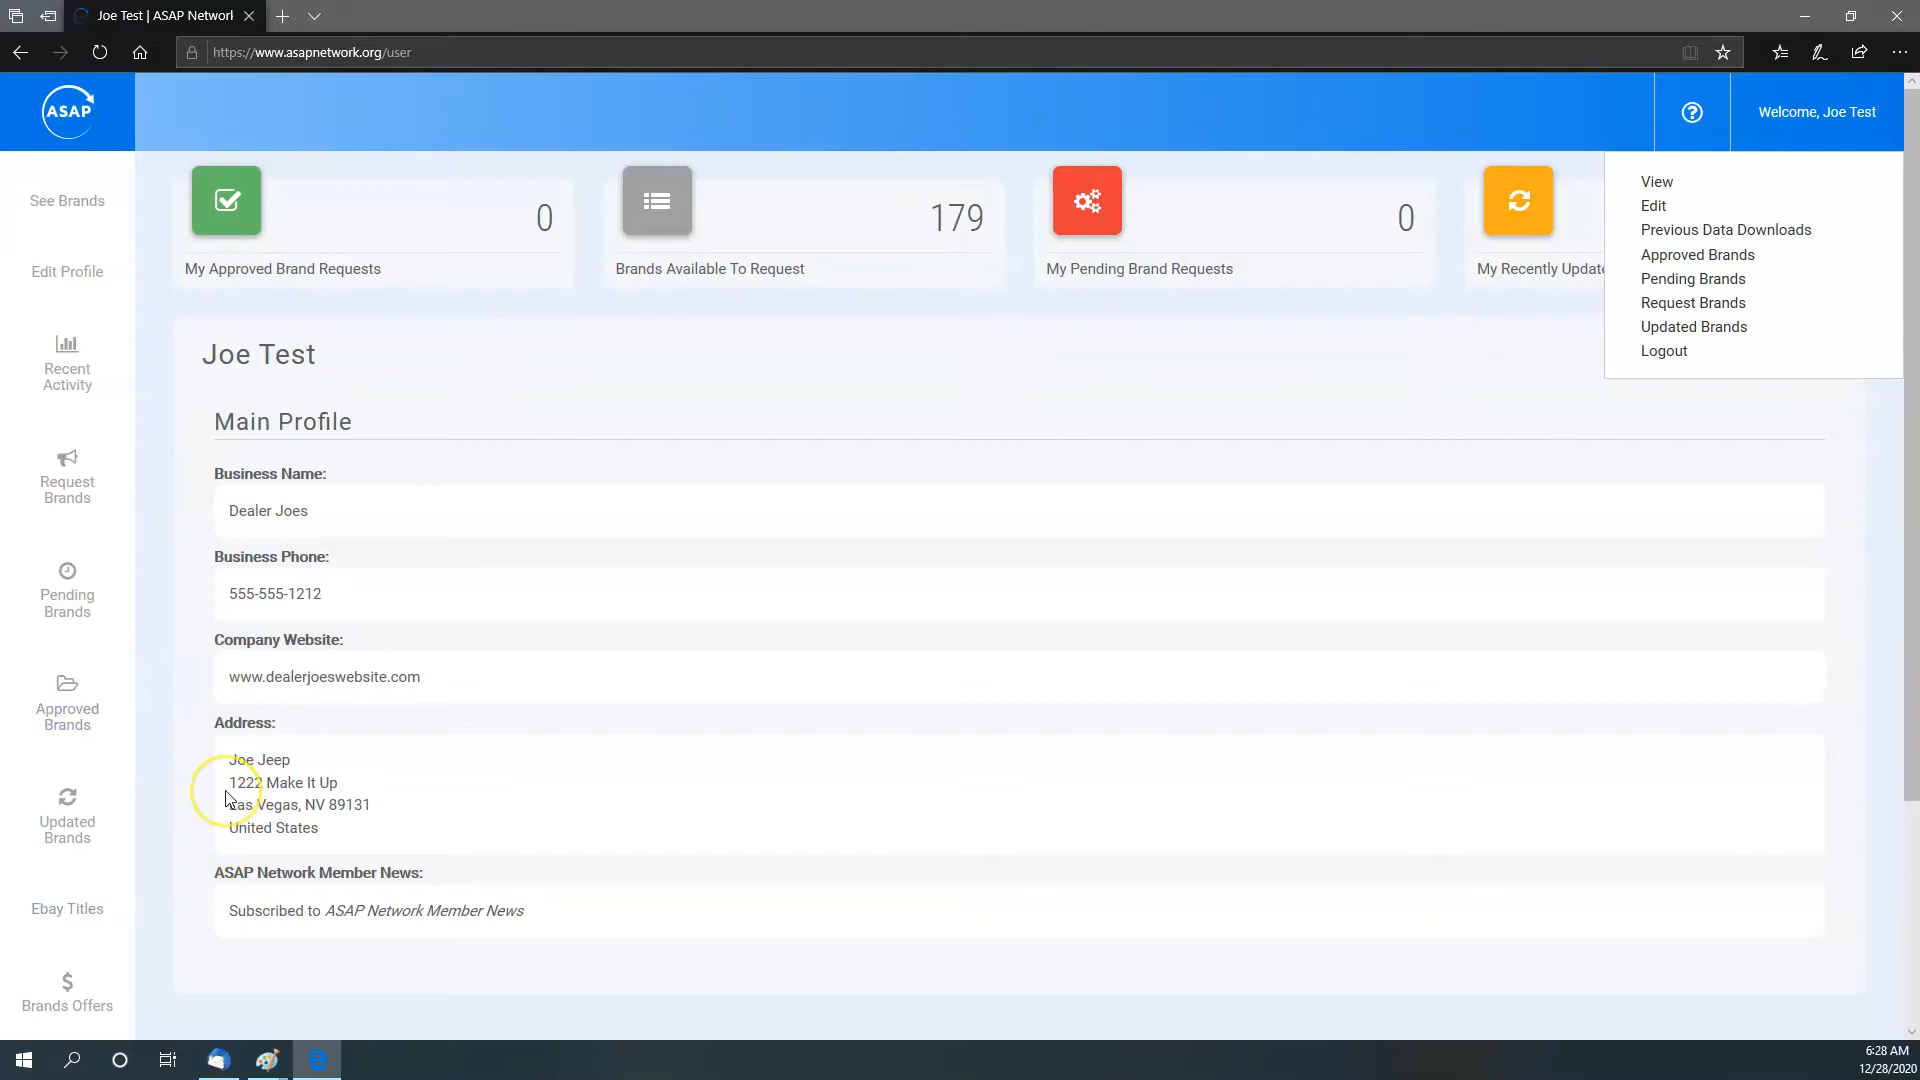 Joe Test | ASAP Network
https://www.asapnetwork.org/user
ASAP
Welcome, Joe Test
See Brands
Edit Profile
Recent
Activity
Request
Brands
Pending
Brands
Approved
Brands
Updated
Brands
Ebay Titles
Brands Offers
0
My Approved Brand Requests
179
Brands Available To Request
0
My Pending Brand Requests
My Recently Update
View
Edit
Previous Data Downloads
Approved Brands
Pending Brands
Request Brands
Updated Brands
Logout
Joe Test
Main Profile
Business Name:
Dealer Joes
Business Phone:
555-555-1212
Company Website:
www.dealerjoeswebsite.com
Address:
Joe Jeep
1222 Make It Up
Las Vegas, NV 89131
United States
ASAP Network Member News:
Subscribed to ASAP Network Member News
6:28 AM
12/28/2020